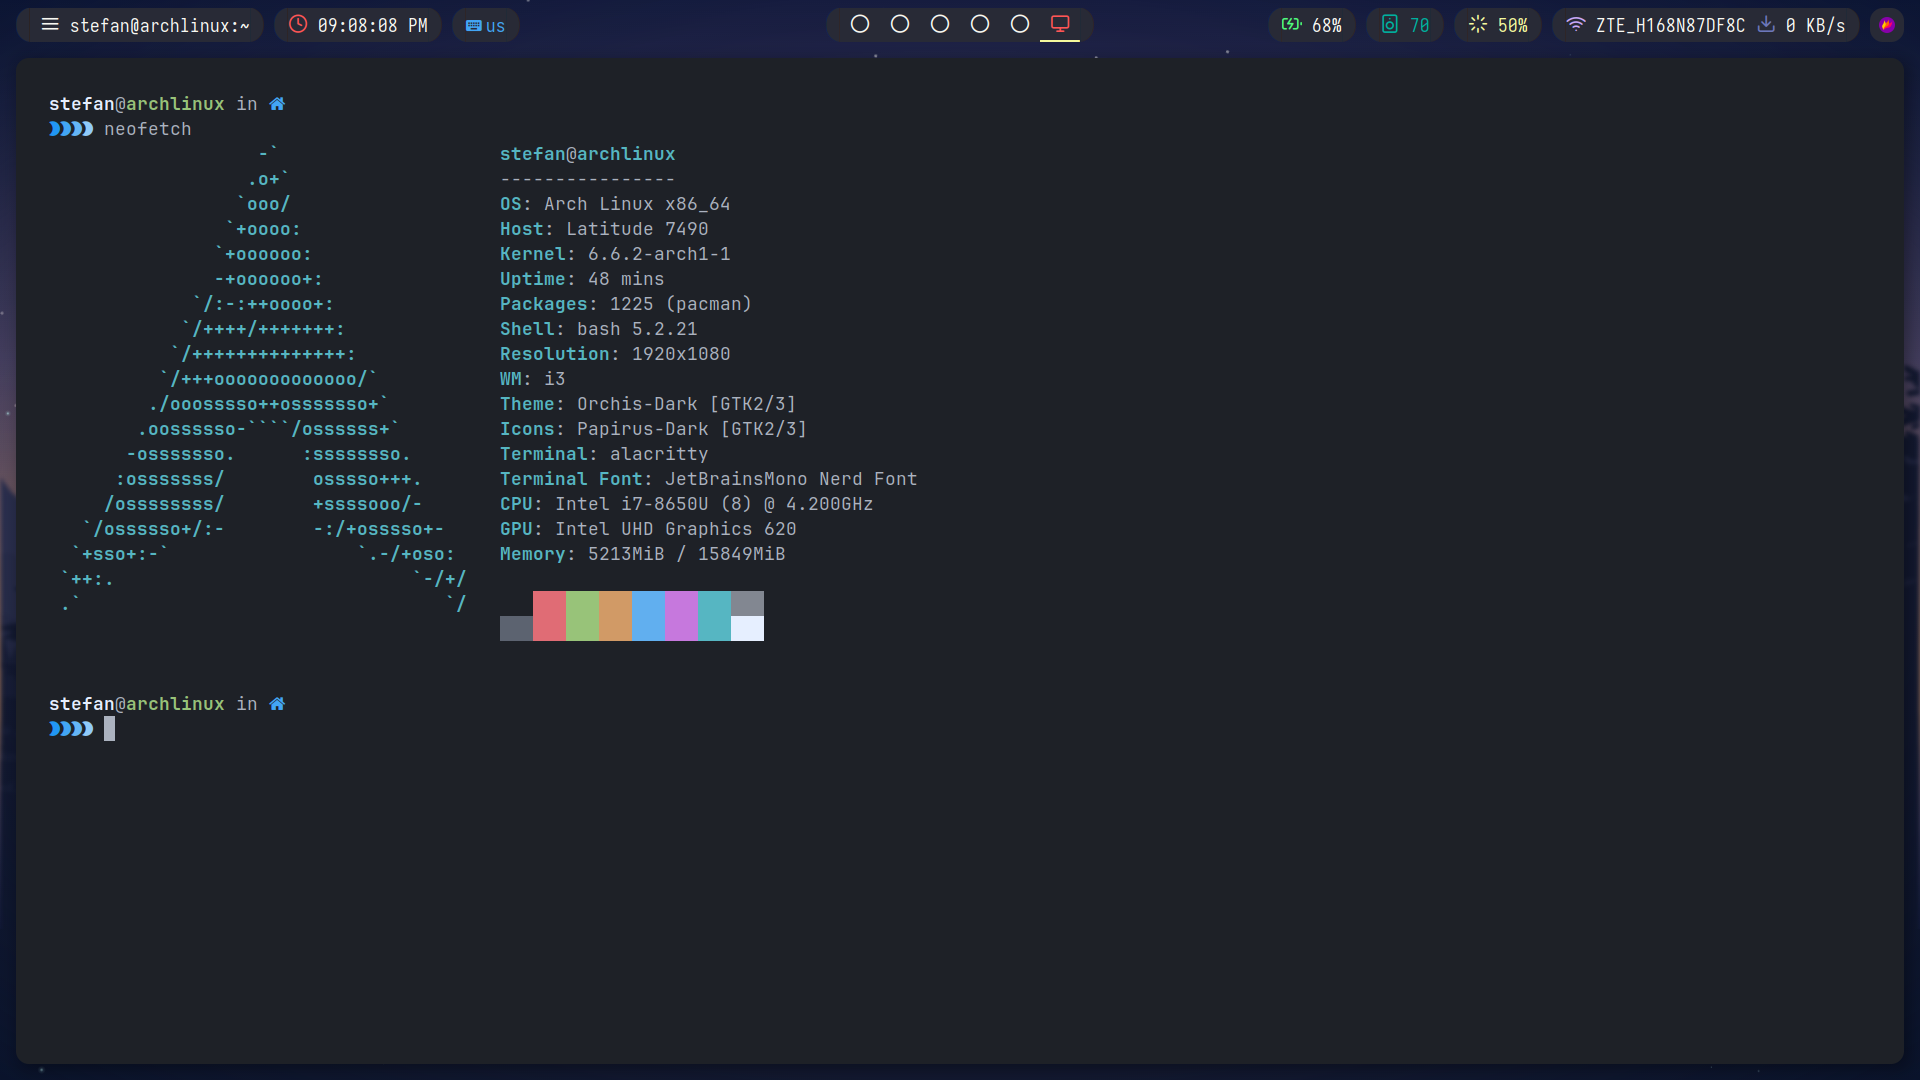 stefan@archlinux:~ 09:08:08 PM us 68% 70 50% ZTE_H168N87DF8C 0 KB/s
stefan@archlinux in
neofetch
-`
.o+`
`ooo/
`+oooo:
`+oooooo:
-+oooooo+:
`/:-:++oooo+:
`/++++/+++++++:
`/++++++++++++++:
`/+++ooooooooooooo/`
./ooosssso++osssssso+`
.oossssso-````/ossssss+`
-osssssso. :ssssssso.
:osssssss/ osssso+++.
/ossssssss/ +ssssooo/-
`/ossssso+/:- -:/+osssso+-
`+sso+:-` `.-/+oso:
`++:. `-/+/
.` `/
stefan@archlinux
----------------
OS: Arch Linux x86_64
Host: Latitude 7490
Kernel: 6.6.2-arch1-1
Uptime: 48 mins
Packages: 1225 (pacman)
Shell: bash 5.2.21
Resolution: 1920x1080
WM: i3
Theme: Orchis-Dark [GTK2/3]
Icons: Papirus-Dark [GTK2/3]
Terminal: alacritty
Terminal Font: JetBrainsMono Nerd Font
CPU: Intel i7-8650U (8) @ 4.200GHz
GPU: Intel UHD Graphics 620
Memory: 5213MiB / 15849MiB
stefan@archlinux in